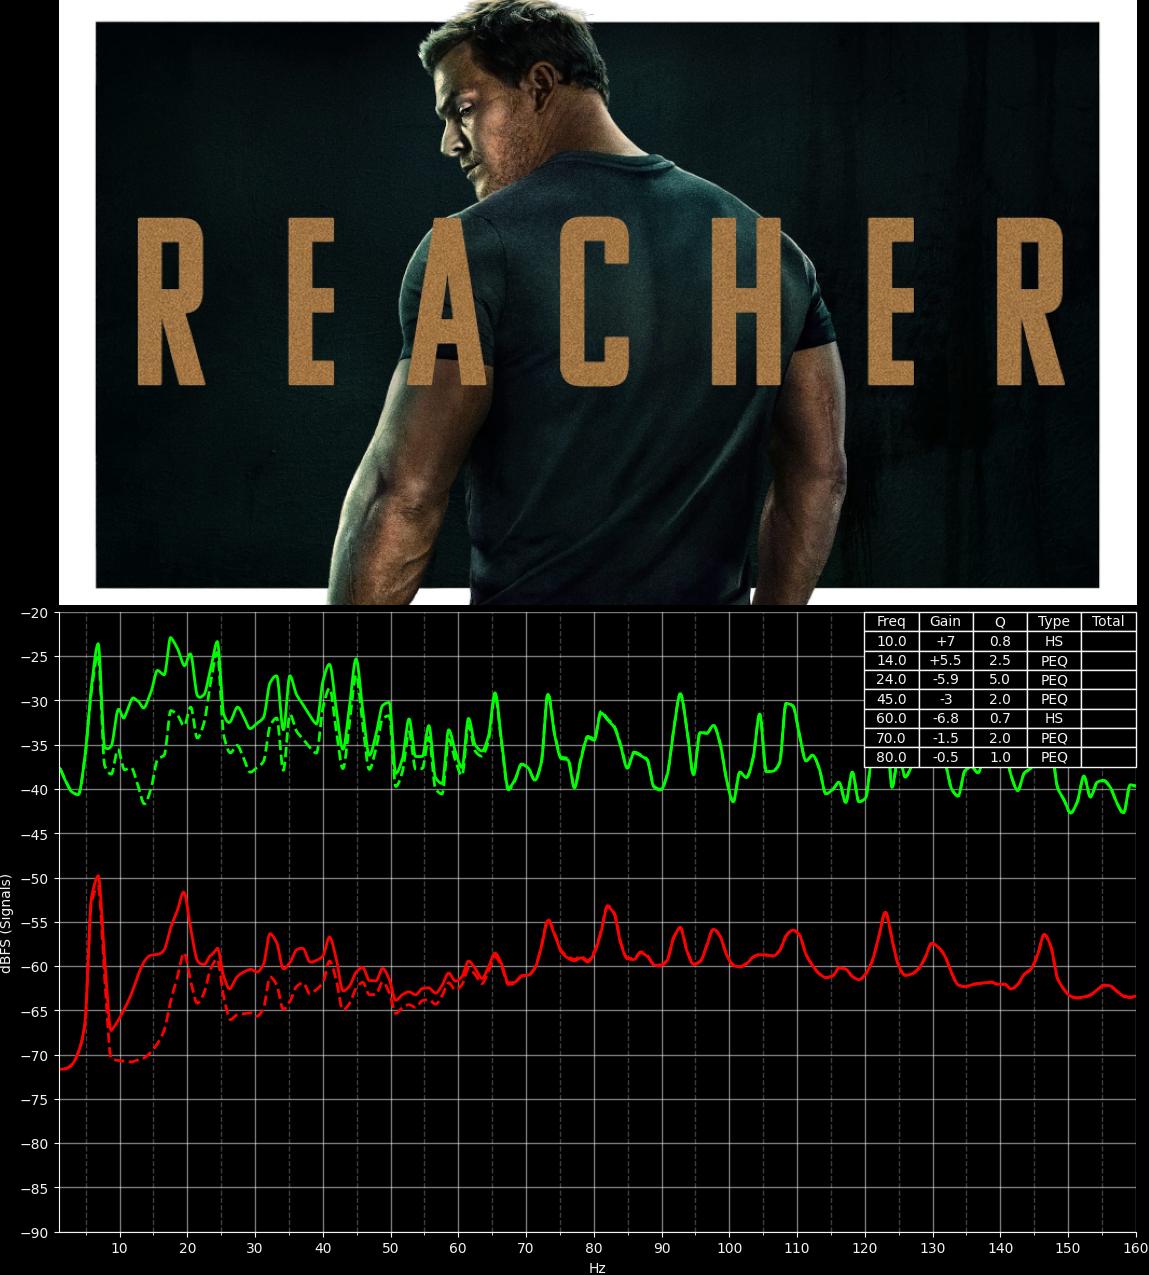 REACHER
Freq Gain Q Type Total
10.0 +7 0.8 HS
14.0 +5.5 2.5 PEQ
24.0 -5.9 5.0 PEQ
45.0 -3 2.0 PEQ
60.0 -6.8 0.7 HS
70.0 -1.5 2.0 PEQ
80.0 -0.5 1.0 PEQ
−20
−25
−30
−35
−40
−45
−50
−55
−60
−65
−70
−75
−80
−85
−90
dBFS (Signals)
10 20 30 40 50 60 70 80 90 100 110 120 130 140 150 160
Hz